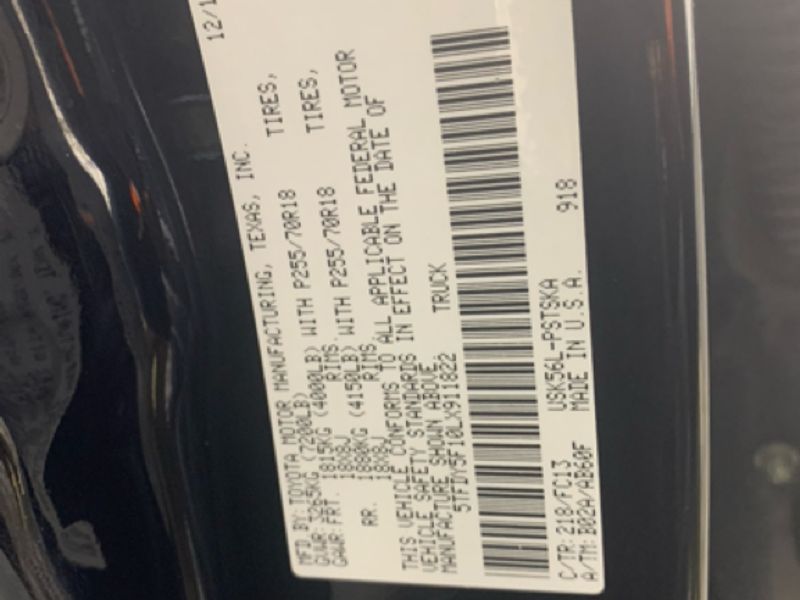 12/1
MFD BY: TOYOTA MOTOR MANUFACTURING, TEXAS, INC.
GVWR: 3265KG (7200LB)
GAWR: FRT. 1815KG (4000LB) WITH P255/70R18 TIRES,
18X8J RIMS.
RR. 1880KG (4150LB) WITH P255/70R18 TIRES,
18X8J RIMS.
THIS VEHICLE CONFORMS TO ALL APPLICABLE FEDERAL MOTOR
VEHICLE SAFETY STANDARDS IN EFFECT ON THE DATE OF
MANUFACTURE SHOWN ABOVE
5TFDY5F10LX911822 TRUCK
C/TR: 218/FC13 USK56L-PSTSKA 918
A/TM: B02A/AB60F MADE IN U.S.A.